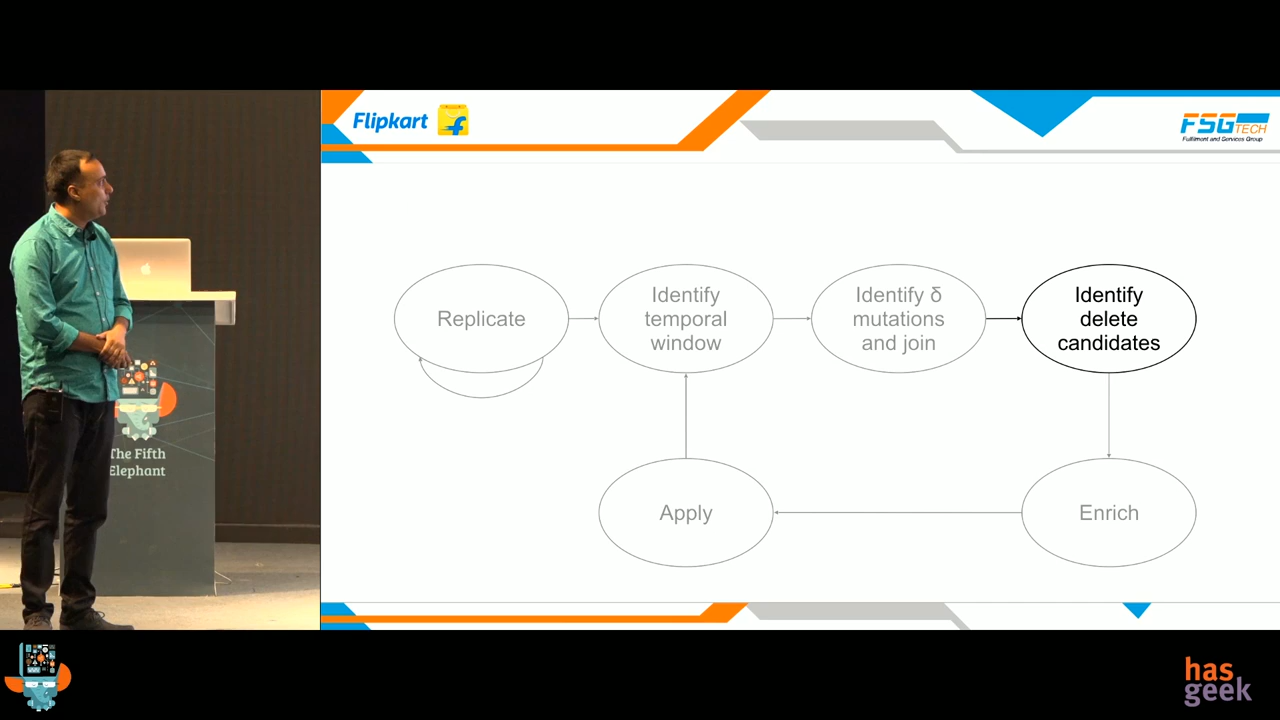 Flipkart
FSG TECH
Fulfilment and Services Group
Replicate
Identify
temporal
window
Identify δ
mutations
and join
Identify
delete
candidates
Apply
Enrich
The Fifth
Elephant
has
geek